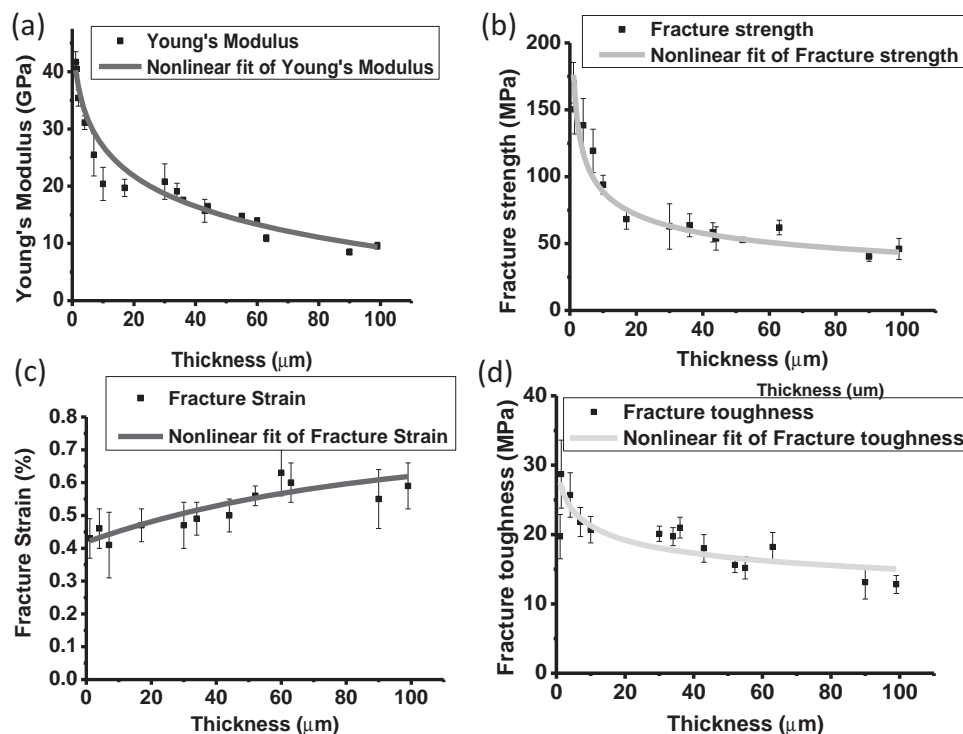 (a)
Young's Modulus
Nonlinear fit of Young's Modulus
Young's Modulus (GPa)
40
30
20
10
0
0 20 40 60 80 100
Thickness (μm)
(b)
Fracture strength
Nonlinear fit of Fracture strength
Fracture strength (MPa)
200
150
100
50
0
0 20 40 60 80 100
Thickness (μm)
(c)
Fracture Strain
Nonlinear fit of Fracture Strain
Fracture Strain (%)
0.8
0.7
0.6
0.5
0.4
0.3
0.2
0.1
0.0
0 20 40 60 80 100
Thickness (μm)
Thickness (um)
(d)
Fracture toughness
Nonlinear fit of Fracture toughness
Fracture toughness (MPa)
40
30
20
10
0
0 20 40 60 80 100
Thickness (μm)